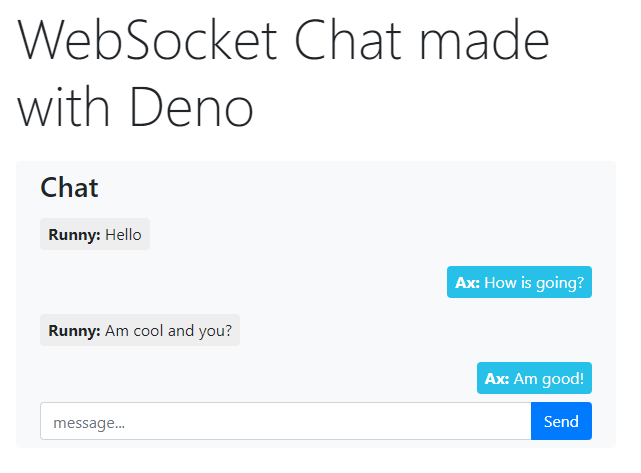 WebSocket Chat made
with Deno
Chat
Runny: Hello
Ax: How is going?
Runny: Am cool and you?
Ax: Am good!
message... Send